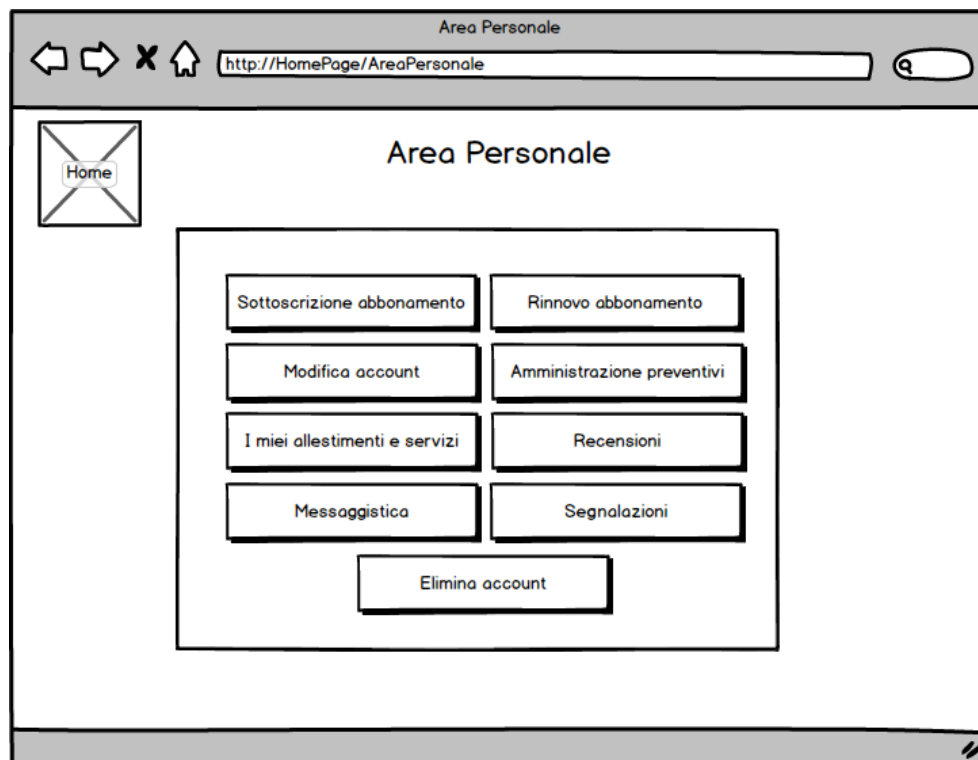 Area Personale
http://HomePage/AreaPersonale
Home
Area Personale
Sottoscrizione abbonamento
Rinnovo abbonamento
Modifica account
Amministrazione preventivi
I miei allestimenti e servizi
Recensioni
Messaggistica
Segnalazioni
Elimina account